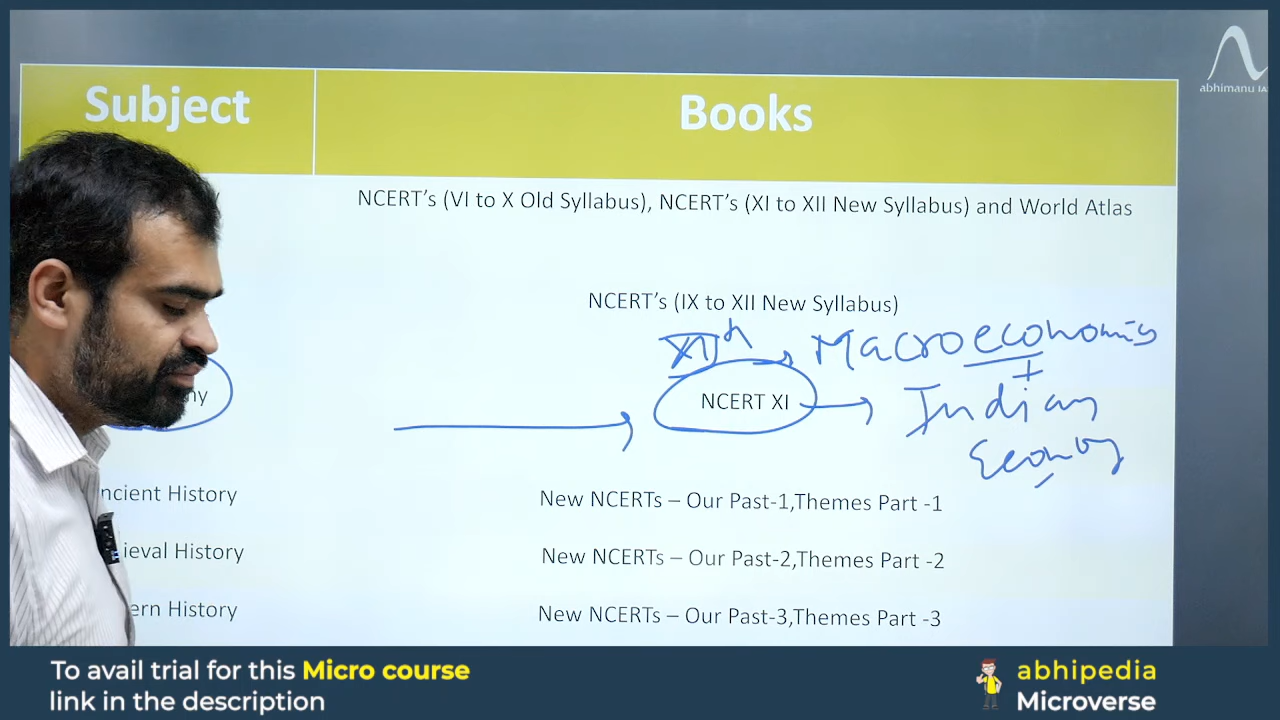 abhimanu IA
Subject Books
NCERT's (VI to X Old Syllabus), NCERT's (XI to XII New Syllabus) and World Atlas
NCERT's (IX to XII New Syllabus)
XIIth → Macroeconomics
+
ny NCERT XI → Indian
Economy
ncient History New NCERTs – Our Past-1,Themes Part -1
ieval History New NCERTs – Our Past-2,Themes Part -2
ern History New NCERTs – Our Past-3,Themes Part -3
To avail trial for this Micro course
link in the description
abhipedia
Microverse